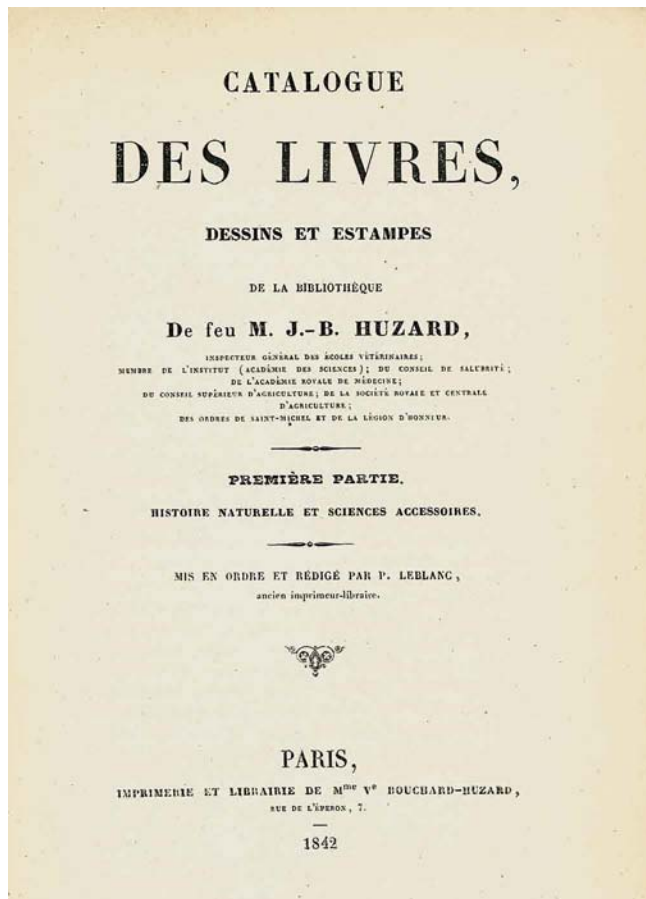 CATALOGUE
DES LIVRES,
DESSINS ET ESTAMPES
DE LA BIBLIOTHÈQUE
De feu M. J.-B. HUZARD,
INSPECTEUR GÉNÉRAL DES ÉCOLES VÉTÉRINAIRES;
MEMBRE DE L'INSTITUT (ACADÉMIE DES SCIENCES); DU CONSEIL DE SALUBRITÉ;
DE L'ACADÉMIE ROYALE DE MÉDECINE;
DU CONSEIL SUPÉRIEUR D'AGRICULTURE; DE LA SOCIÉTÉ ROYALE ET CENTRALE
D'AGRICULTURE;
DES ORDRES DE SAINT-MICHEL ET DE LA LÉGION D'HONNEUR.
PREMIÈRE PARTIE.
HISTOIRE NATURELLE ET SCIENCES ACCESSOIRES.
MIS EN ORDRE ET RÉDIGÉ PAR P. LEBLANC,
ancien imprimeur-libraire.
PARIS,
IMPRIMERIE ET LIBRAIRIE DE Mme Ve BOUCHARD-HUZARD,
RUE DE L'ÉPERON, 7.
1842